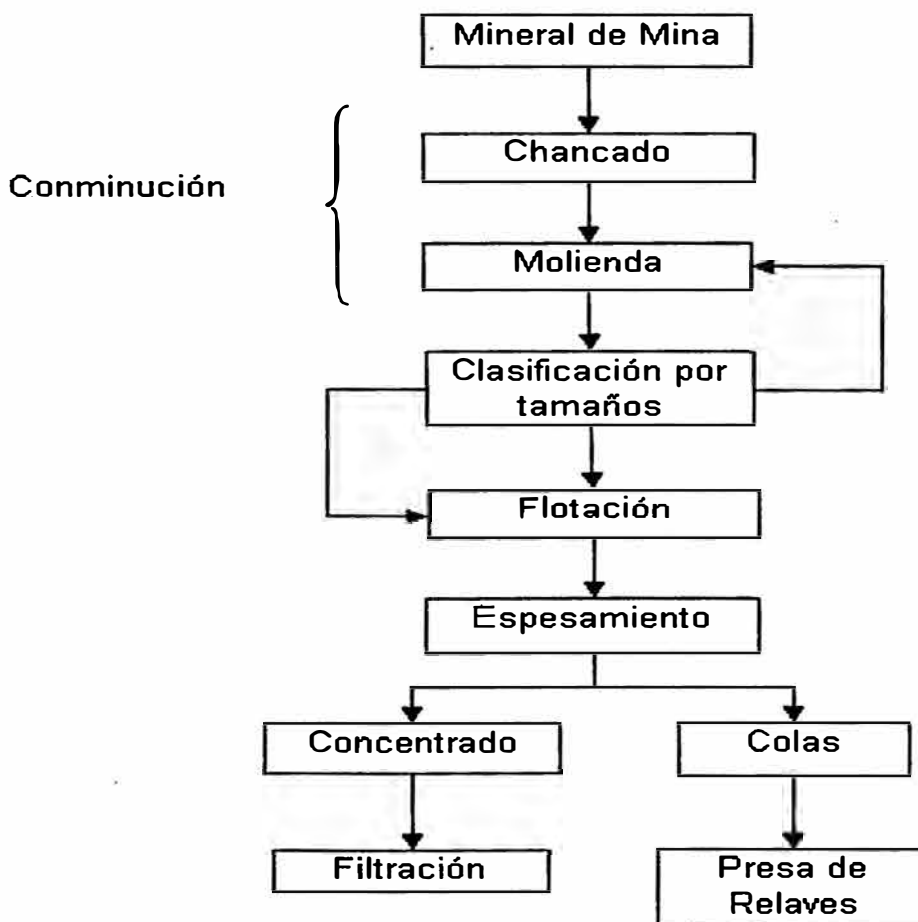 Mineral de Mina
Chancado
Conminución
Molienda
Clasificación por
tamaños
Flotación
Espesamiento
Concentrado
Colas
Filtración
Presa de
Relaves